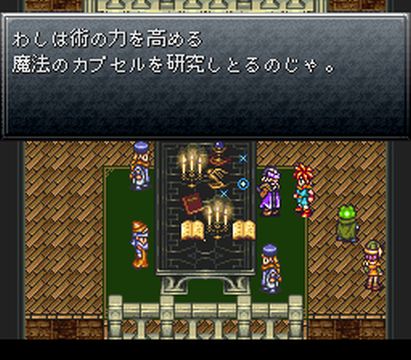 わしは術の力を高める
魔法のカプセルを研究しとるのじゃ。